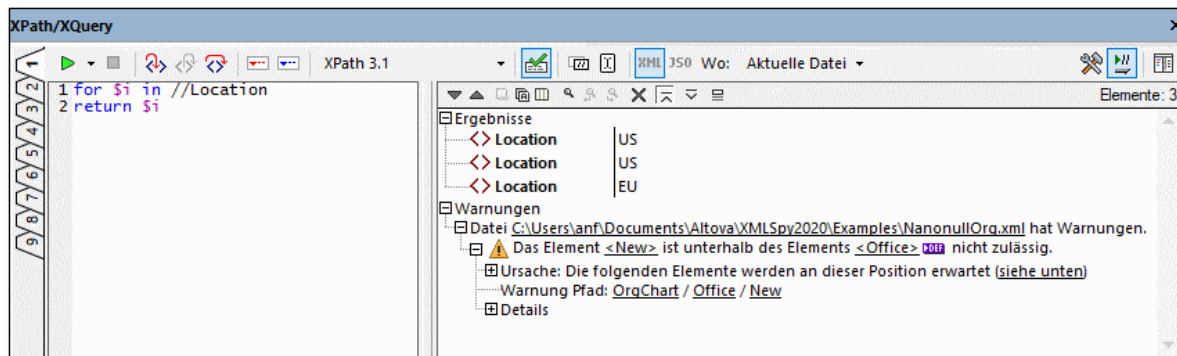 XPath/XQuery
XPath 3.1 XML JSO Wo: Aktuelle Datei
1 for $i in //Location
2 return $i
1
2
3
4
5
6
7
8
9
Elemente: 3
Ergebnisse
Location US
Location US
Location EU
Warnungen
Datei C:\Users\anf\Documents\Altova\XMLSpy2020\Examples\NanonullOrg.xml hat Warnungen.
Das Element <New> ist unterhalb des Elements <Office> DEF nicht zulässig.
Ursache: Die folgenden Elemente werden an dieser Position erwartet (siehe unten)
Warnung Pfad: OrgChart / Office / New
Details